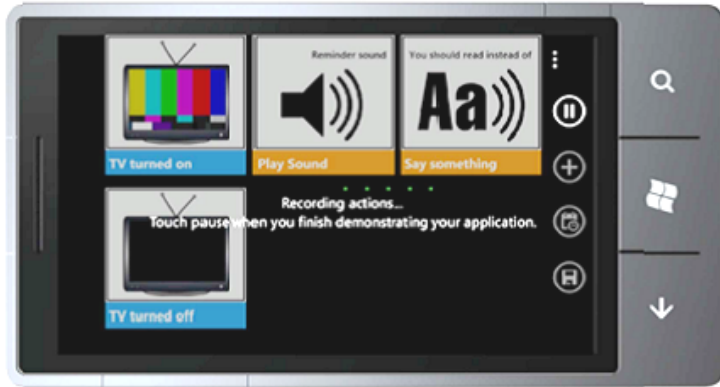 Reminder sound
You should read instead of
Aa
TV turned on
Play Sound
Say something
Recording actions...
Touch pause when you finish demonstrating your application.
TV turned off